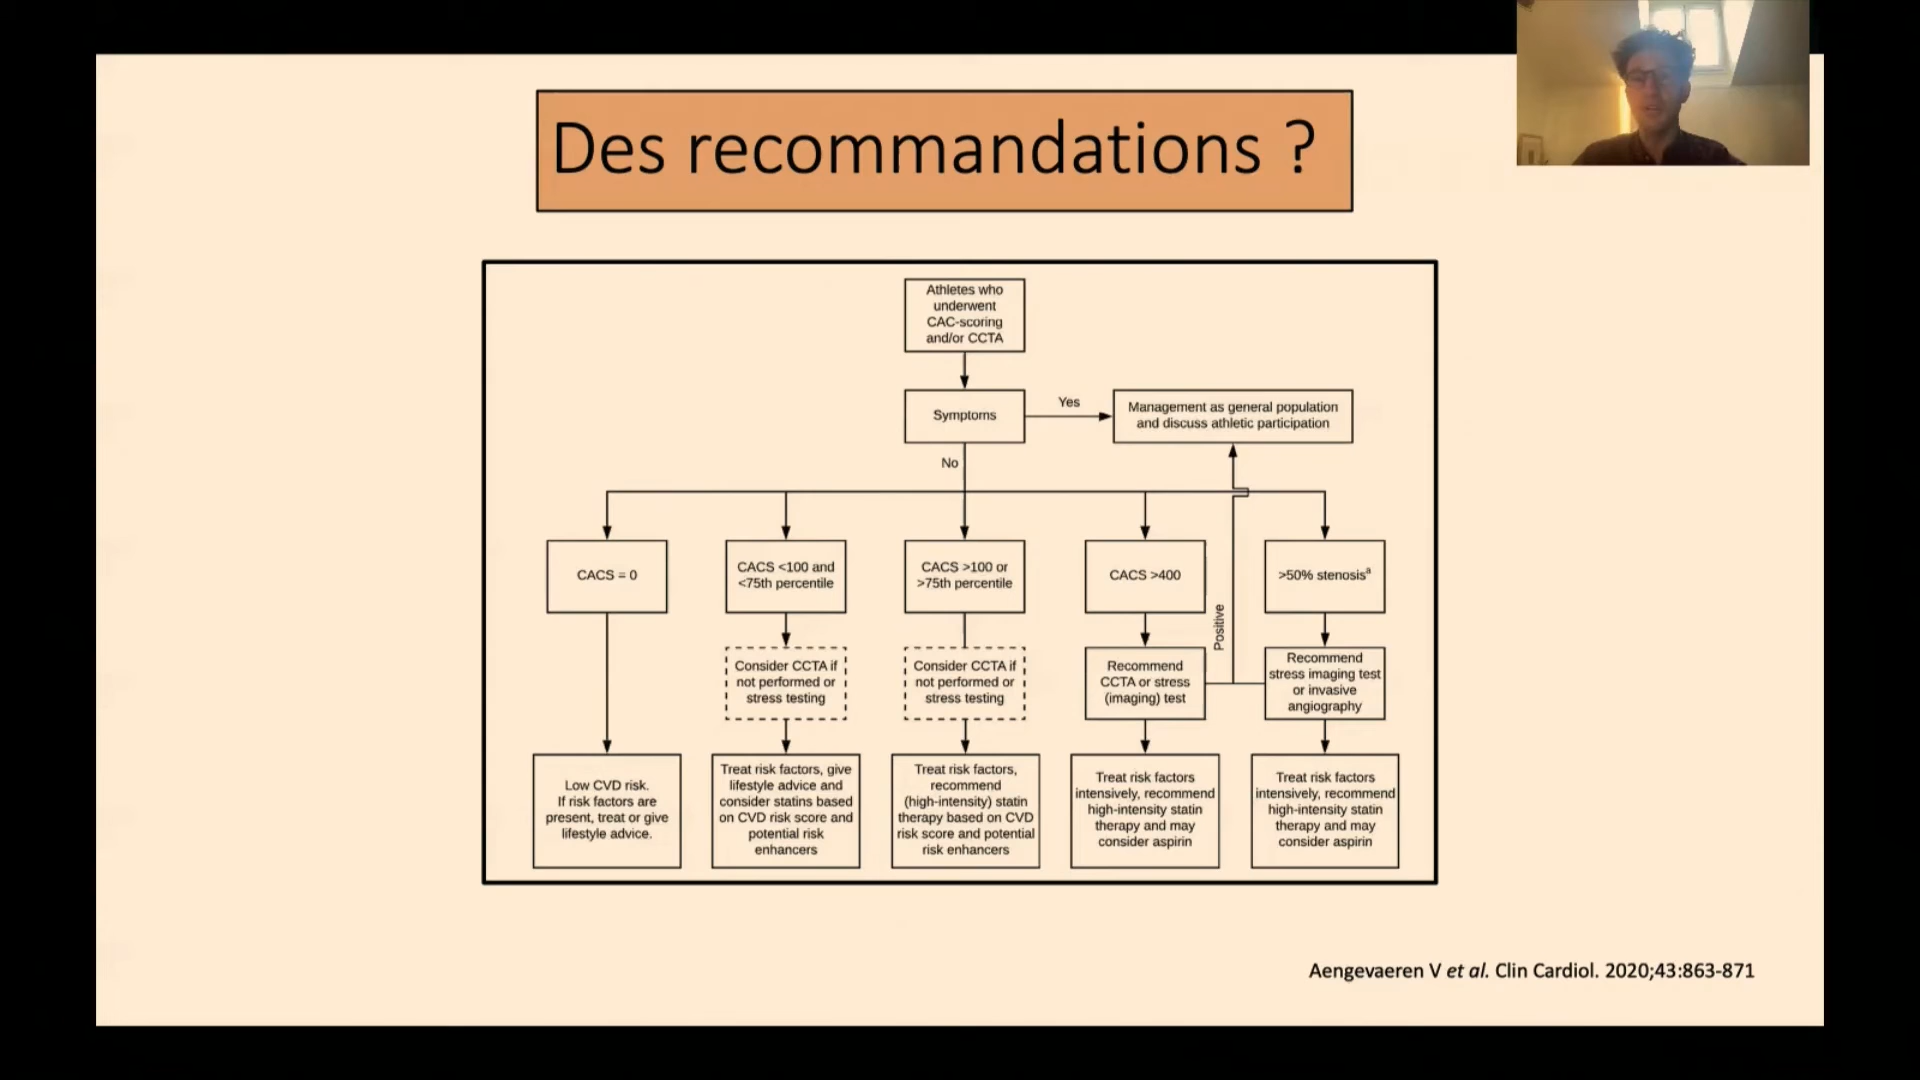 Des recommandations ?
Athletes who
underwent
CAC-scoring
and/or CCTA
Symptoms
Yes
Management as general population
and discuss athletic participation
No
CACS = 0
CACS <100 and
<75th percentile
CACS >100 or
>75th percentile
CACS >400
>50% stenosisª
Positive
Consider CCTA if
not performed or
stress testing
Consider CCTA if
not performed or
stress testing
Recommend
CCTA or stress
(imaging) test
Recommend
stress imaging test
or invasive
angiography
Low CVD risk.
If risk factors are
present, treat or give
lifestyle advice.
Treat risk factors, give
lifestyle advice and
consider statins based
on CVD risk score and
potential risk
enhancers
Treat risk factors,
recommend
(high-intensity) statin
therapy based on CVD
risk score and potential
risk enhancers
Treat risk factors
intensively, recommend
high-intensity statin
therapy and may
consider aspirin
Treat risk factors
intensively, recommend
high-intensity statin
therapy and may
consider aspirin
Aengevaeren V et al. Clin Cardiol. 2020;43:863-871